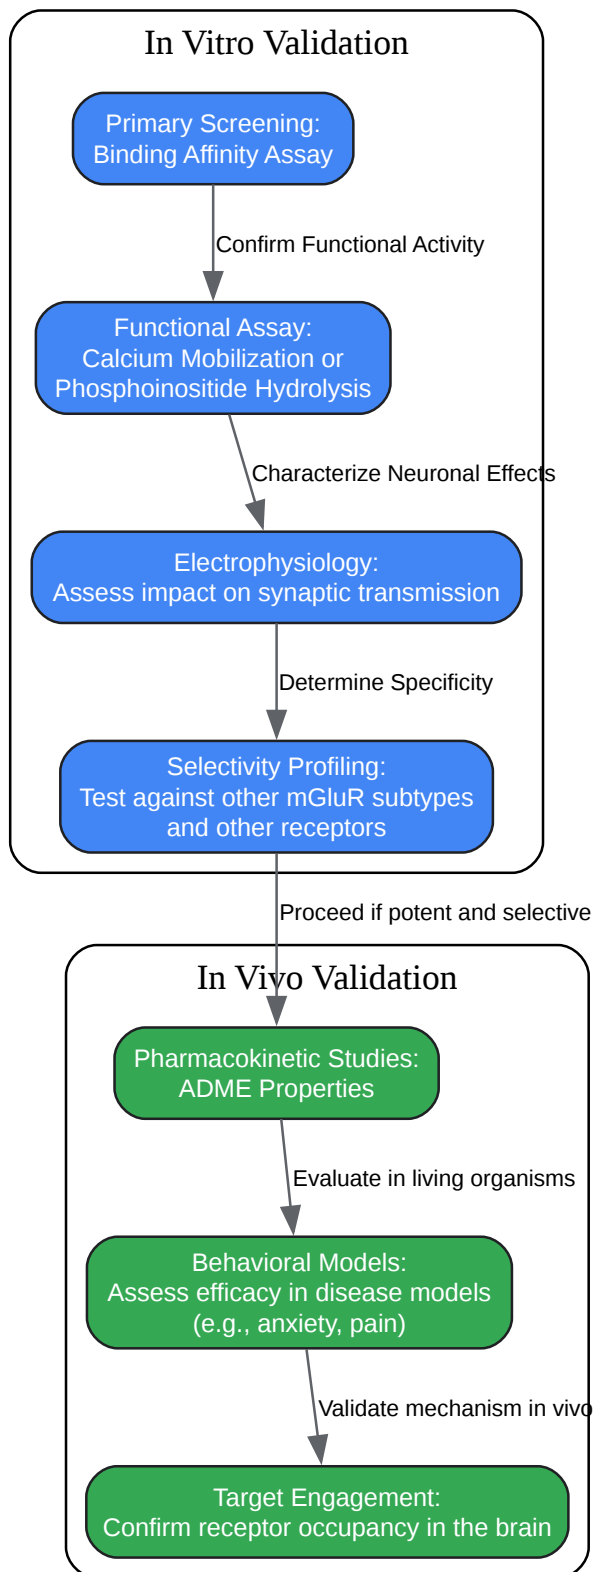 In Vitro Validation
Primary Screening:
Binding Affinity Assay
Confirm Functional Activity
Functional Assay:
Calcium Mobilization or
Phosphoinositide Hydrolysis
Characterize Neuronal Effects
Electrophysiology:
Assess impact on synaptic transmission
Determine Specificity
Selectivity Profiling:
Test against other mGluR subtypes
and other receptors
Proceed if potent and selective
In Vivo Validation
Pharmacokinetic Studies:
ADME Properties
Evaluate in living organisms
Behavioral Models:
Assess efficacy in disease models
(e.g., anxiety, pain)
Validate mechanism in vivo
Target Engagement:
Confirm receptor occupancy in the brain